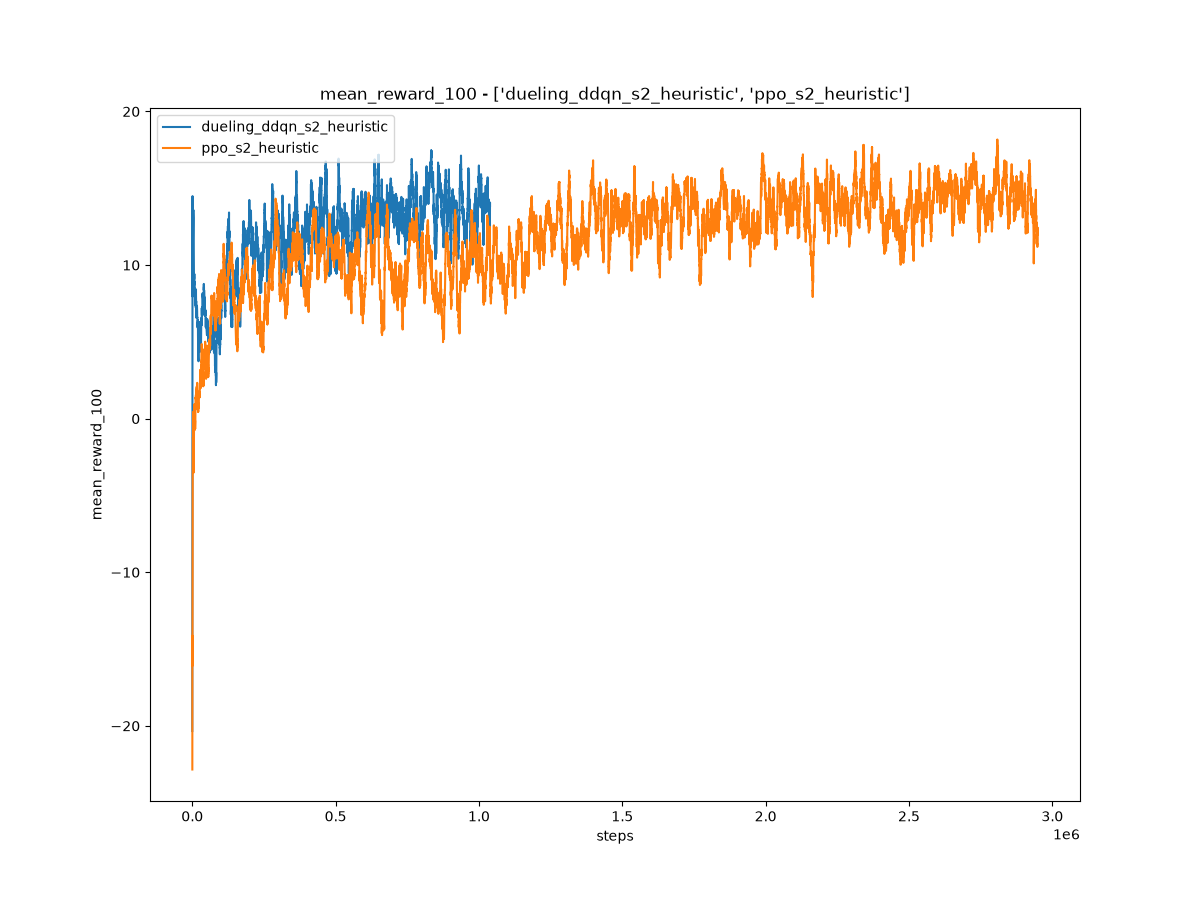 mean_reward_100 - ['dueling_ddqn_s2_heuristic', 'ppo_s2_heuristic']
dueling_ddqn_s2_heuristic
ppo_s2_heuristic
20
10
0
−10
−20
mean_reward_100
0.0 0.5 1.0 1.5 2.0 2.5 3.0
steps
1e6